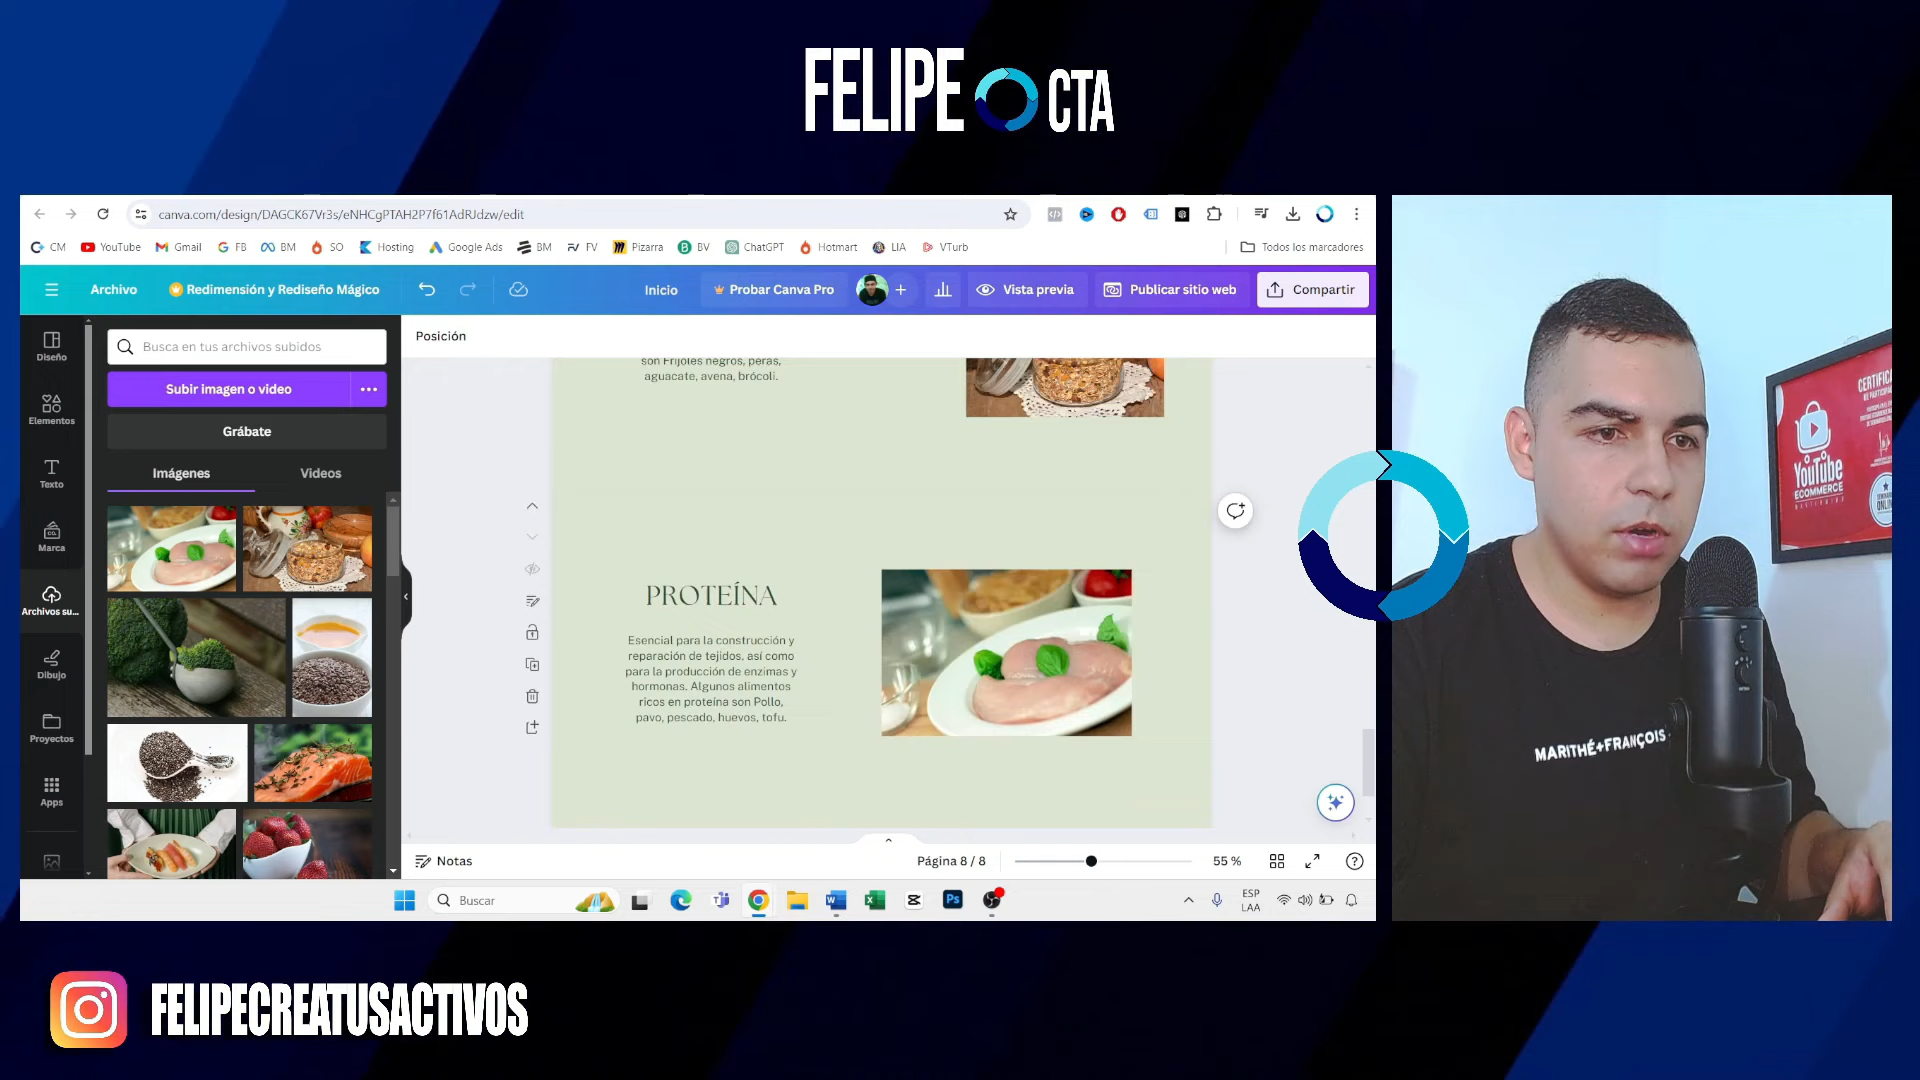 FELIPE CTA
canva.com/design/DAGCK67Vr3s/eNHCgPTAH2P7f61AdRJdzw/edit
CM
YouTube
Gmail
FB
BM
SO
Hosting
Google Ads
BM
FV
Pizarra
BV
ChatGPT
Hotmart
LIA
VTurb
Todos los marcadores
Archivo
Redimensión y Rediseño Mágico
Inicio
Probar Canva Pro
Vista previa
Publicar sitio web
Compartir
Diseño
Elementos
Texto
Marca
Archivos su...
Dibujo
Proyectos
Apps
Busca en tus archivos subidos
Subir imagen o video
Grábate
Imágenes
Videos
Posición
son Frijoles negros, peras,
aguacate, avena, brócoli.
PROTEÍNA
Esencial para la construcción y
reparación de tejidos, así como
para la producción de enzimas y
hormonas. Algunos alimentos
ricos en proteína son Pollo,
pavo, pescado, huevos, tofu.
Notas
Página 8 / 8
55 %
Buscar
ESP
LAA
CERTIFICA
YouTube
ECOMMERCE
MARITHÉ+FRANÇOIS
FELIPECREATUSACTIVOS